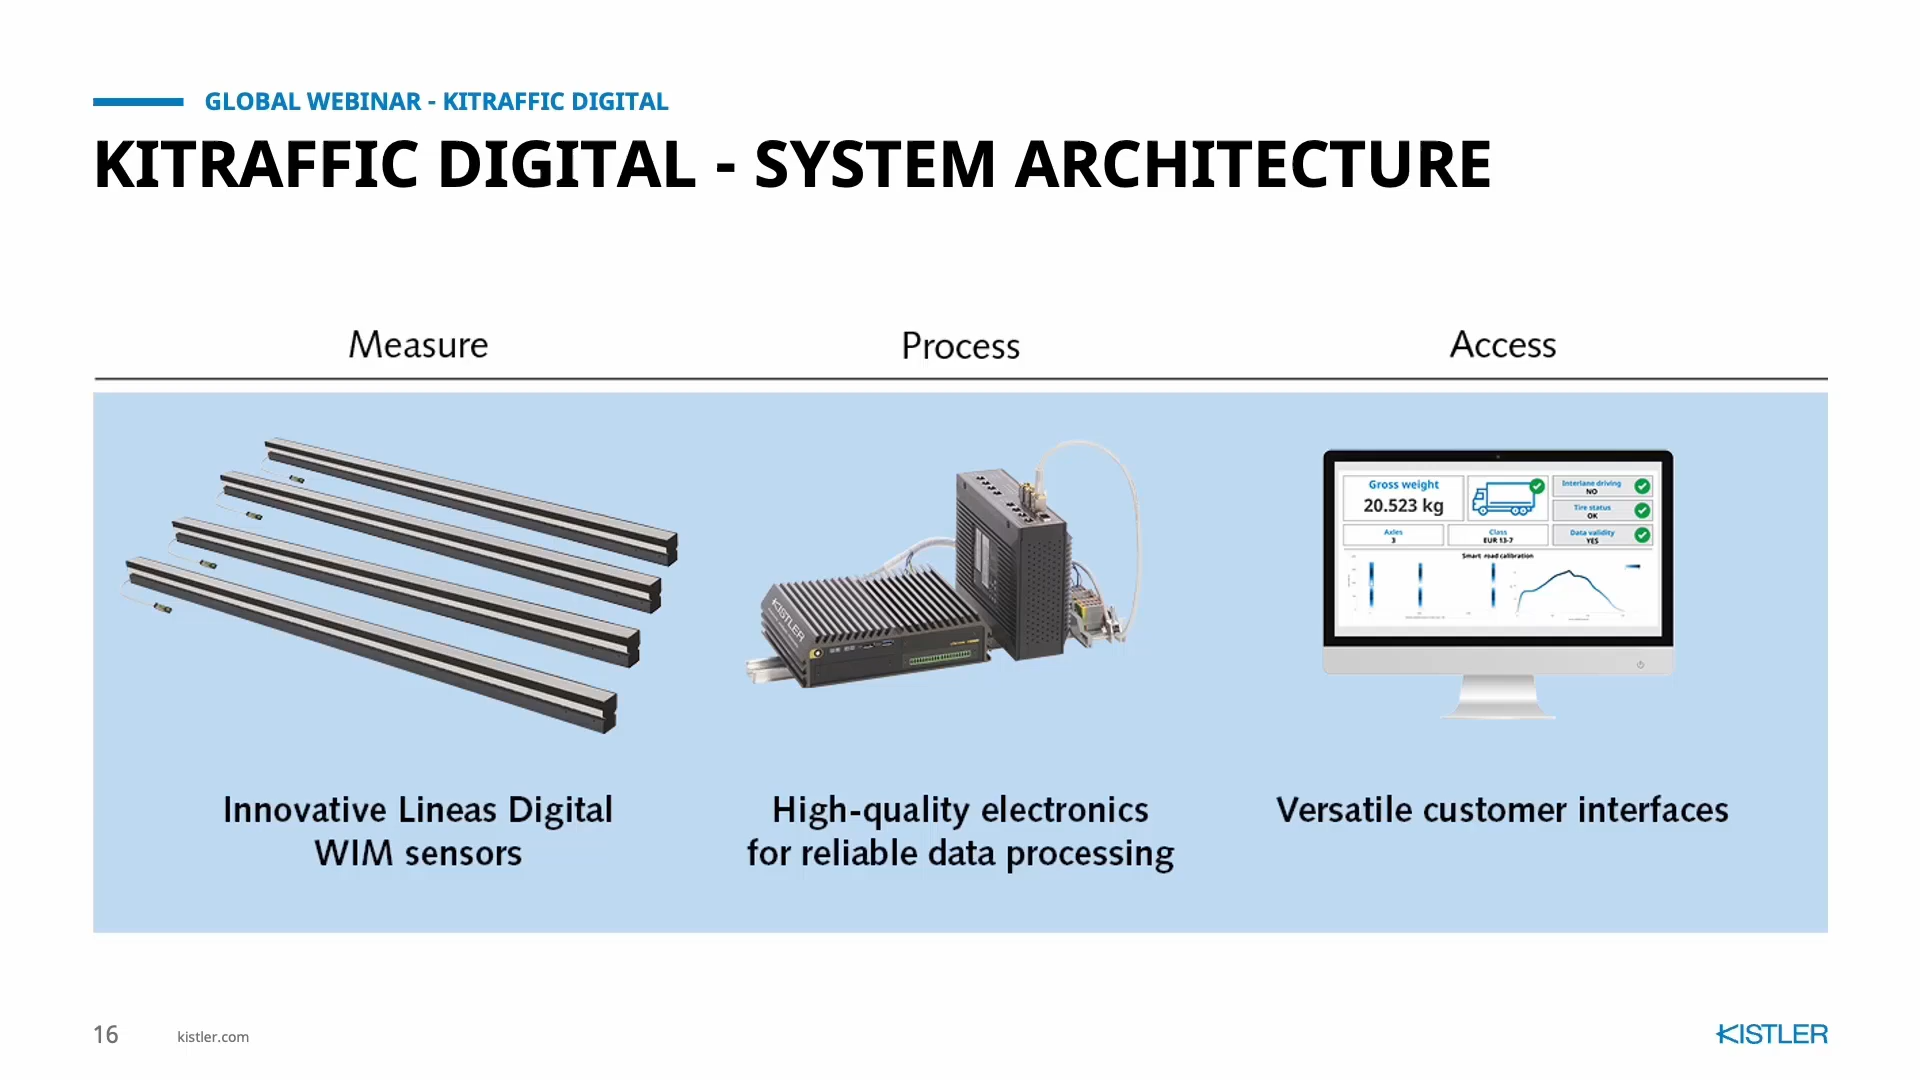 GLOBAL WEBINAR - KITRAFFIC DIGITAL
KITRAFFIC DIGITAL - SYSTEM ARCHITECTURE
Measure
Process
Access
KISTLER
Gross weight
20.523 kg
Interlane driving
NO
Tire status
OK
Axles
3
Class
EUR 13-7
Data validity
YES
Smart road calibration
Innovative Lineas Digital
WIM sensors
High-quality electronics
for reliable data processing
Versatile customer interfaces
16
kistler.com
KISTLER